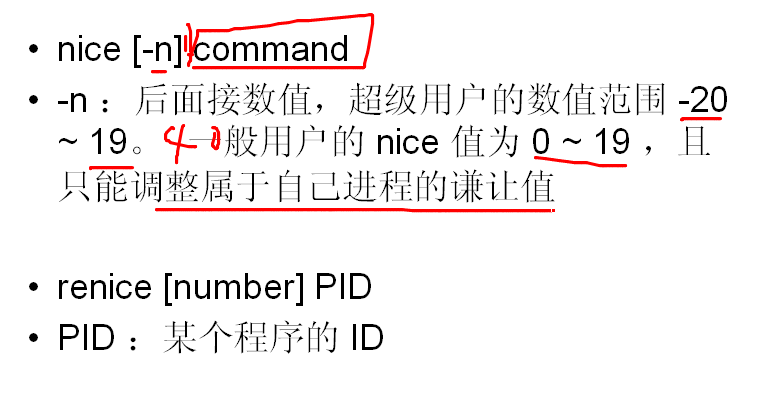 • nice [-n] command
• -n ：后面接数值，超级用户的数值范围 -20
~ 19。一般用户的 nice 值为 0 ~ 19 ，且
只能调整属于自己进程的谦让值
• renice [number] PID
• PID ：某个程序的 ID